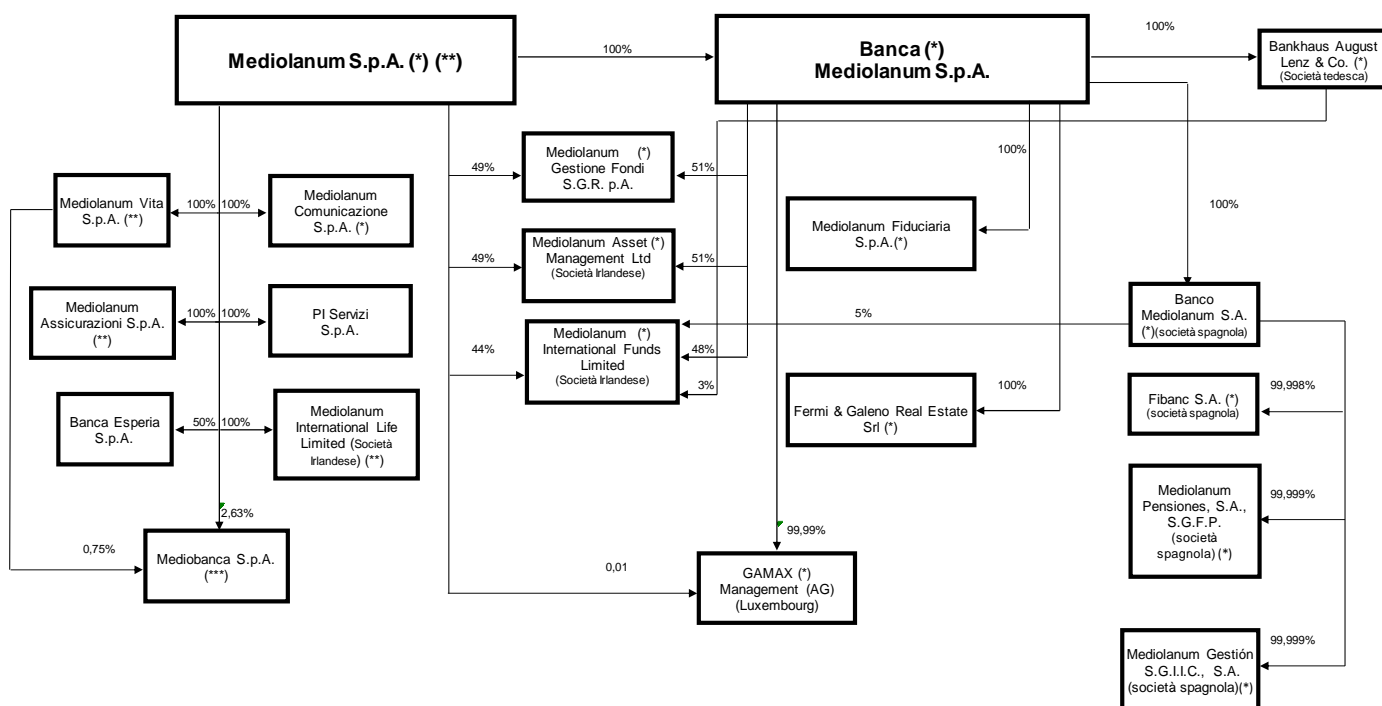 100%
Mediolanum S.p.A. (*) (**)
100%
Banca (*)
Mediolanum S.p.A.
Bankhaus August
Lenz & Co. (*)
(Società tedesca)
49%
Mediolanum (*)
Gestione Fondi
S.G.R. p.A.
51%
100%
Mediolanum Vita
S.p.A. (**)
100%
100%
Mediolanum
Comunicazione
S.p.A. (*)
Mediolanum Fiduciaria
S.p.A.(*)
100%
49%
Mediolanum Asset (*)
Management Ltd
(Società Irlandese)
51%
Mediolanum
Assicurazioni S.p.A.
(**)
100%
100%
PI Servizi
S.p.A.
Banco
Mediolanum S.A.
(*)(società spagnola)
5%
44%
Mediolanum (*)
International Funds
Limited
(Società Irlandese)
48%
3%
Banca Esperia
S.p.A.
50%
100%
Mediolanum
International Life
Limited (Società
Irlandese) (**)
Fermi & Galeno Real Estate
Srl (*)
100%
Fibanc S.A. (*)
(società spagnola)
99,998%
Mediolanum
Pensiones, S.A.,
S.G.F.P.
(società
spagnola) (*)
99,999%
2,63%
0,75%
Mediobanca S.p.A.
(***)
99,99%
0,01
GAMAX (*)
Management (AG)
(Luxembourg)
99,999%
Mediolanum Gestión
S.G.I.I.C., S.A.
(società spagnola)(*)